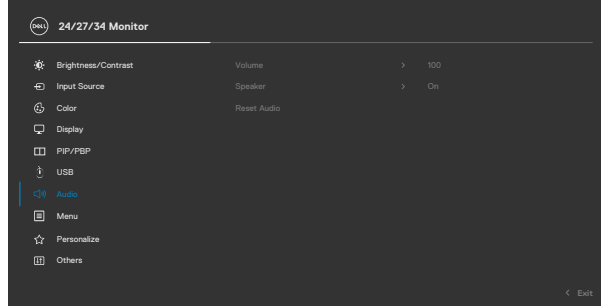 DELL 24/27/34 Monitor
Brightness/Contrast Volume > 100
Input Source Speaker > On
Color Reset Audio
Display
PIP/PBP
USB
Audio
Menu
Personalize
Others
< Exit